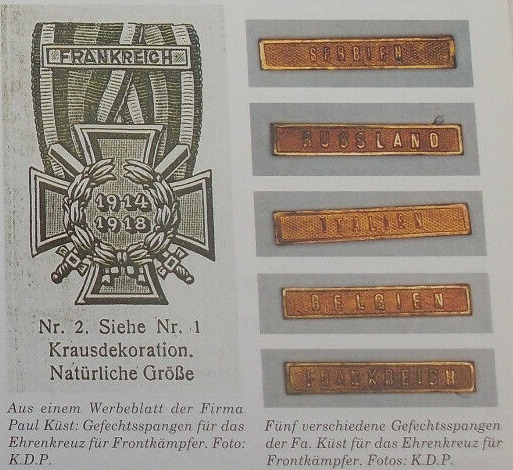 FRANKREICH
1914
1918
Nr. 2. Siehe Nr. 1
Krausdekoration.
Natürliche Größe
Aus einem Werbeblatt der Firma
Paul Küst: Gefechtsspangen für das
Ehrenkreuz für Frontkämpfer. Foto:
K.D.P.
SERBIEN
RUSSLAND
ITALIEN
BELGIEN
FRANKREICH
Fünf verschiedene Gefechtsspangen
der Fa. Küst für das Ehrenkreuz für
Frontkämpfer. Fotos: K.D.P.